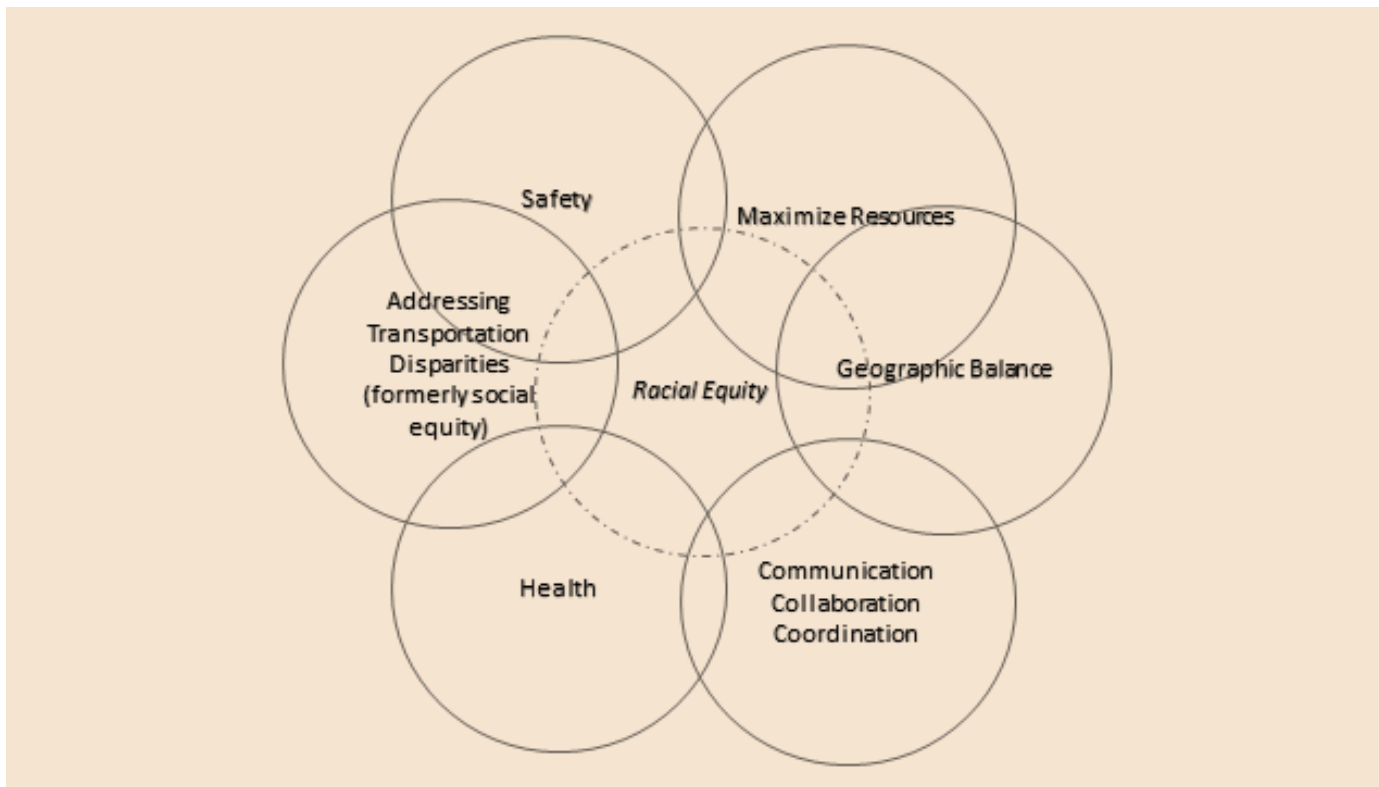 Safety
Maximize Resources
Addressing
Transportation
Disparities
(formerly social
equity)
Racial Equity
Geographic Balance
Health
Communication
Collaboration
Coordination